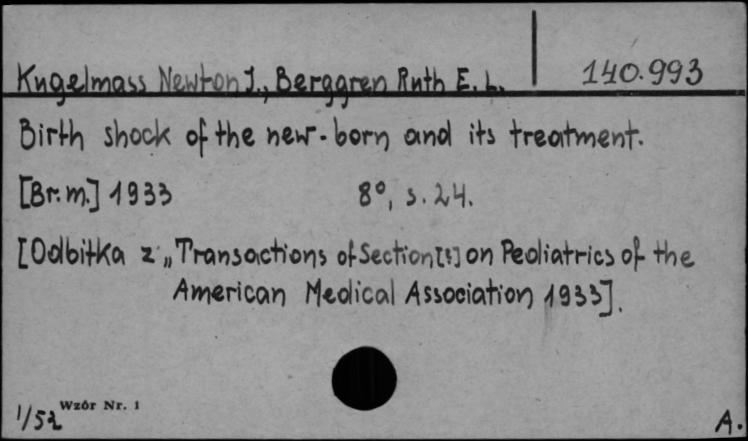 Kugelmass Newton J., Berggren Ruth E. L.
140.993
Birth shock of the new-born and its treatment.
[Br. m.] 1933 8°, s. 24.
[Odbitka z „Transactions of Section[!] on Pediatrics of the
American Medical Association 1933].
Wzór Nr. 1
1/52
A.